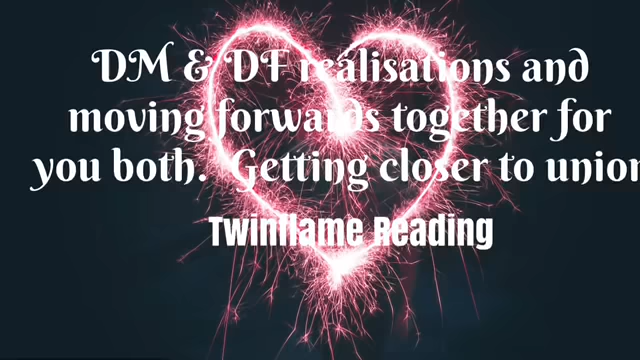 DM & DF realisations and
moving forwards together for
you both. Getting closer to union
Twinflame Reading